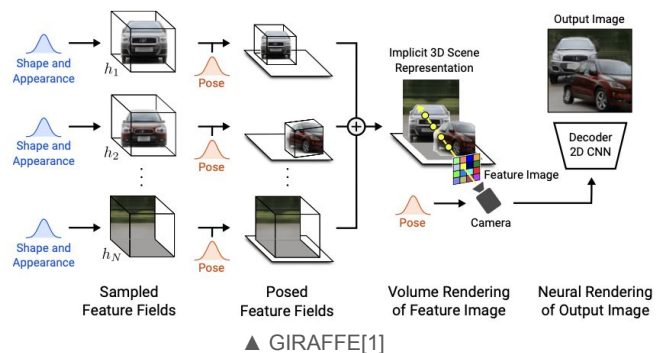 Output Image
Shape and
Appearance
h1
Pose
Implicit 3D Scene
Representation
Shape and
Appearance
h2
Pose
Decoder
2D CNN
Feature Image
Shape and
Appearance
hN
Pose
Pose
Camera
Sampled
Feature Fields
Posed
Feature Fields
Volume Rendering
of Feature Image
Neural Rendering
of Output Image
▲ GIRAFFE[1]